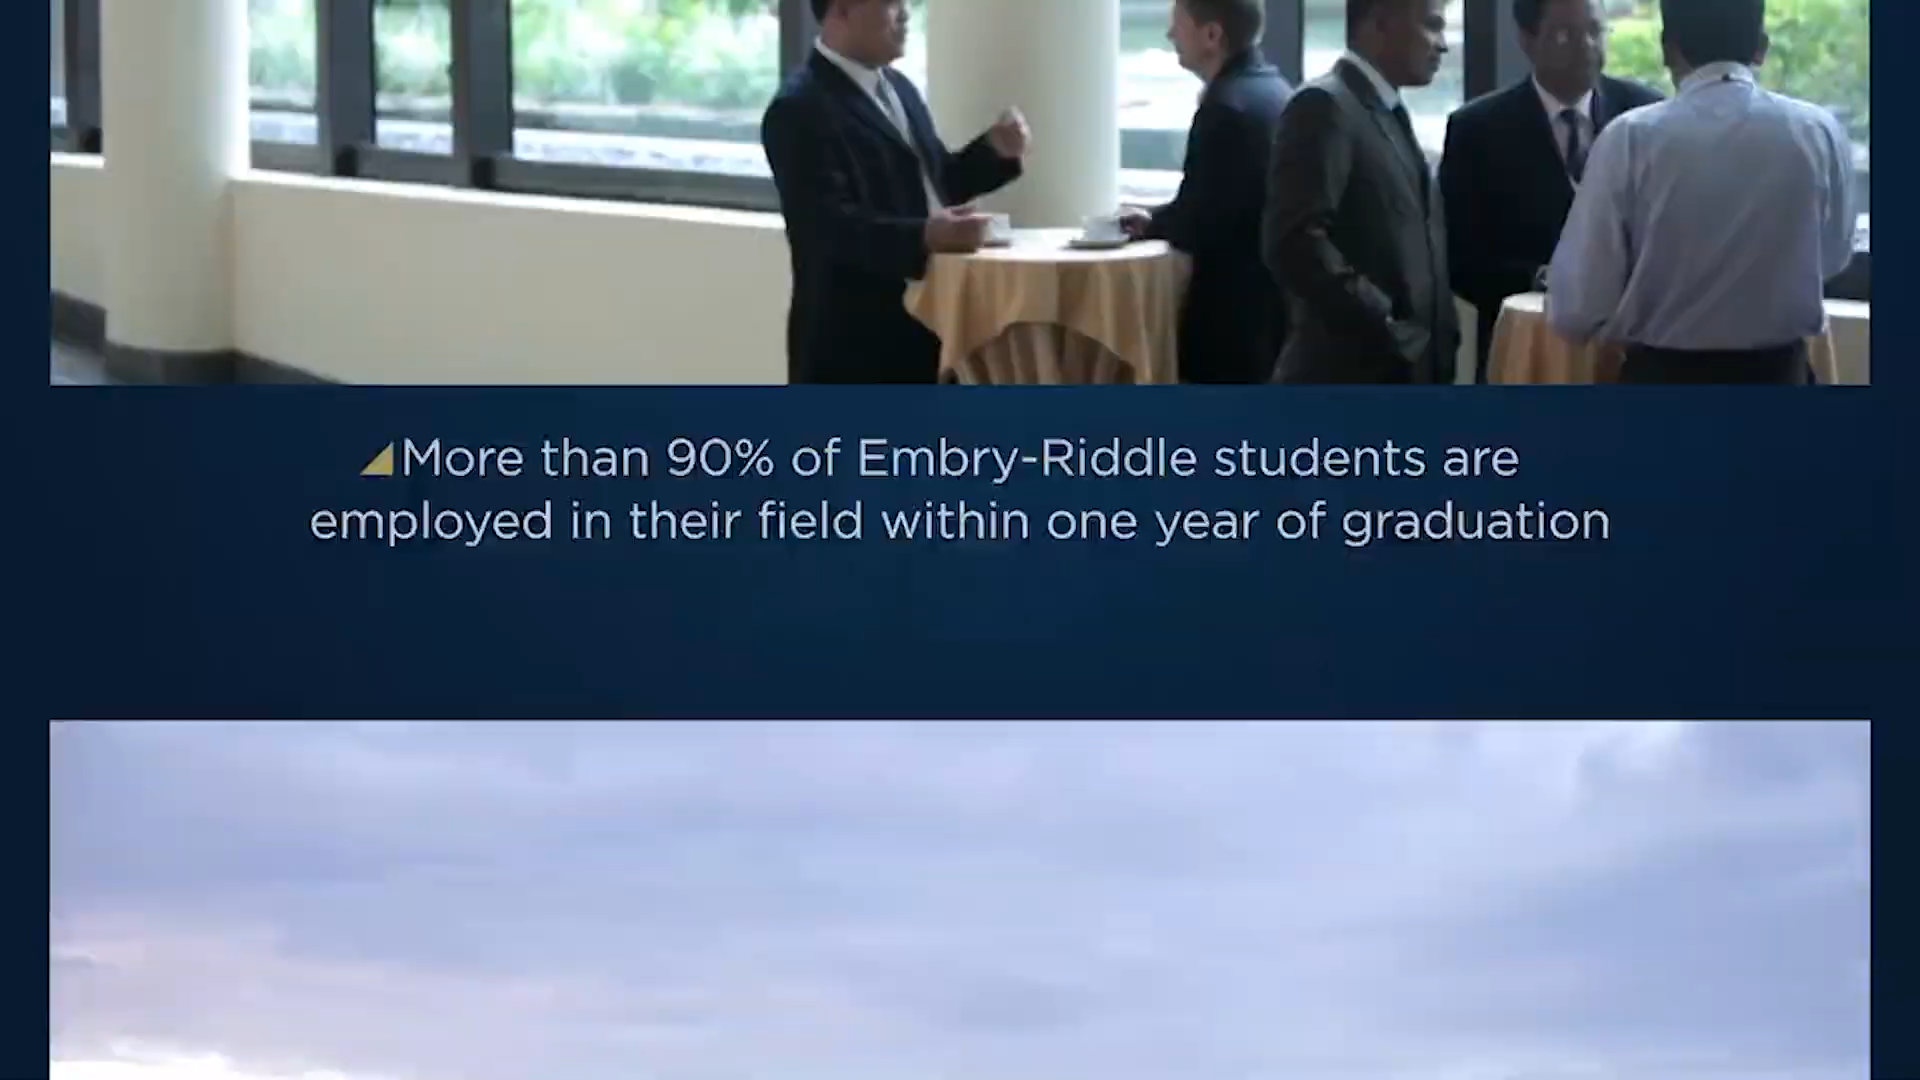 More than 90% of Embry-Riddle students are
employed in their field within one year of graduation